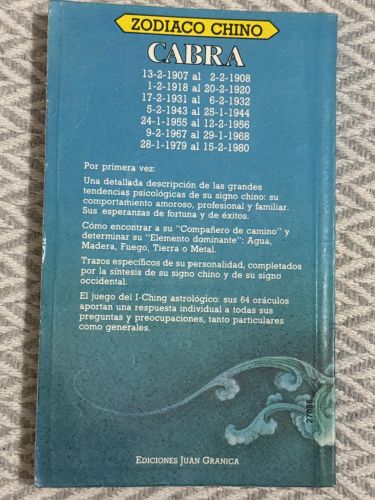 ZODIACO CHINO
CABRA
13-2-1907 al 2-2-1908
1-2-1918 al 20-2-1920
17-2-1931 al 6-2-1932
5-2-1943 al 25-1-1944
24-1-1955 al 12-2-1956
9-2-1967 al 29-1-1968
28-1-1979 al 15-2-1980
Por primera vez:
Una detallada descripción de las grandes
tendencias psicológicas de su signo chino: su
comportamiento amoroso, profesional y familiar.
Sus esperanzas de fortuna y de éxitos.
Cómo encontrar a su "Compañero de camino" y
determinar su "Elemento dominante": Agua,
Madera, Fuego, Tierra o Metal.
Trazos específicos de su personalidad, completados
por la síntesis de su signo chino y de su signo
occidental.
El juego del I-Ching astrológico: sus 64 oráculos
aportan una respuesta individual a todas sus
preguntas y preocupaciones, tanto particulares
como generales.
EDICIONES JUAN GRANICA